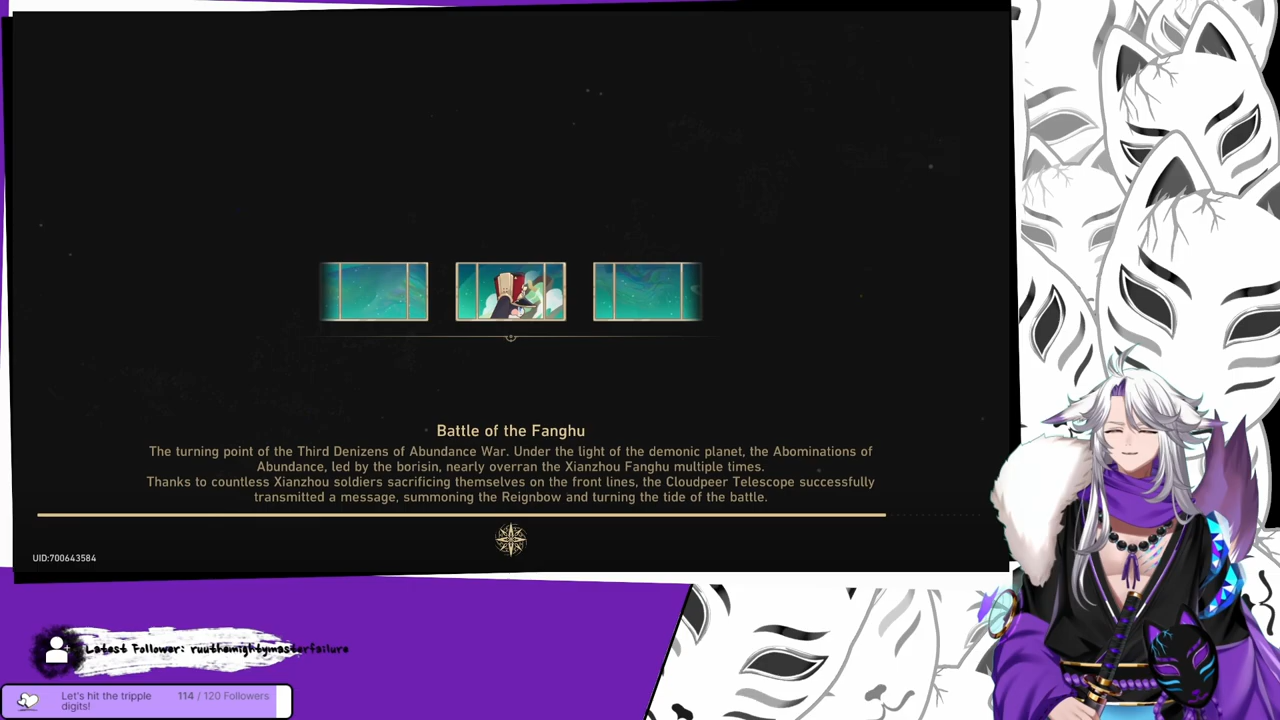 Battle of the Fanghu
The turning point of the Third Denizens of Abundance War. Under the light of the demonic planet, the Abominations of
Abundance, led by the borisin, nearly overran the Xianzhou Fanghu multiple times.
Thanks to countless Xianzhou soldiers sacrificing themselves on the front lines, the Cloudpeer Telescope successfully
transmitted a message, summoning the Reignbow and turning the tide of the battle.
UID:700643584
Latest Follower: ruuthemightymasterfailure
Let's hit the tripple 114 / 120 Followers
digits!